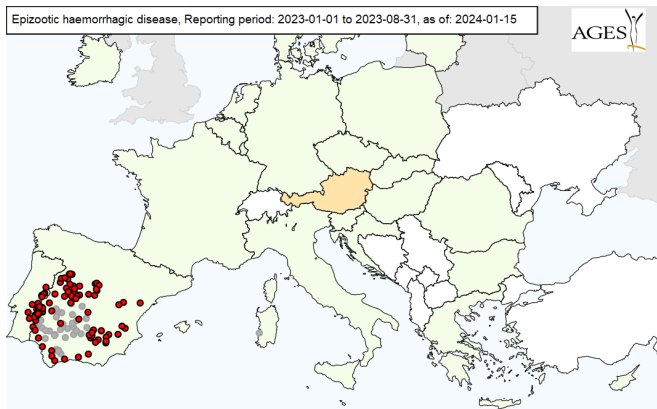 Epizootic haemorrhagic disease, Reporting period: 2023-01-01 to 2023-08-31, as of: 2024-01-15
AGES